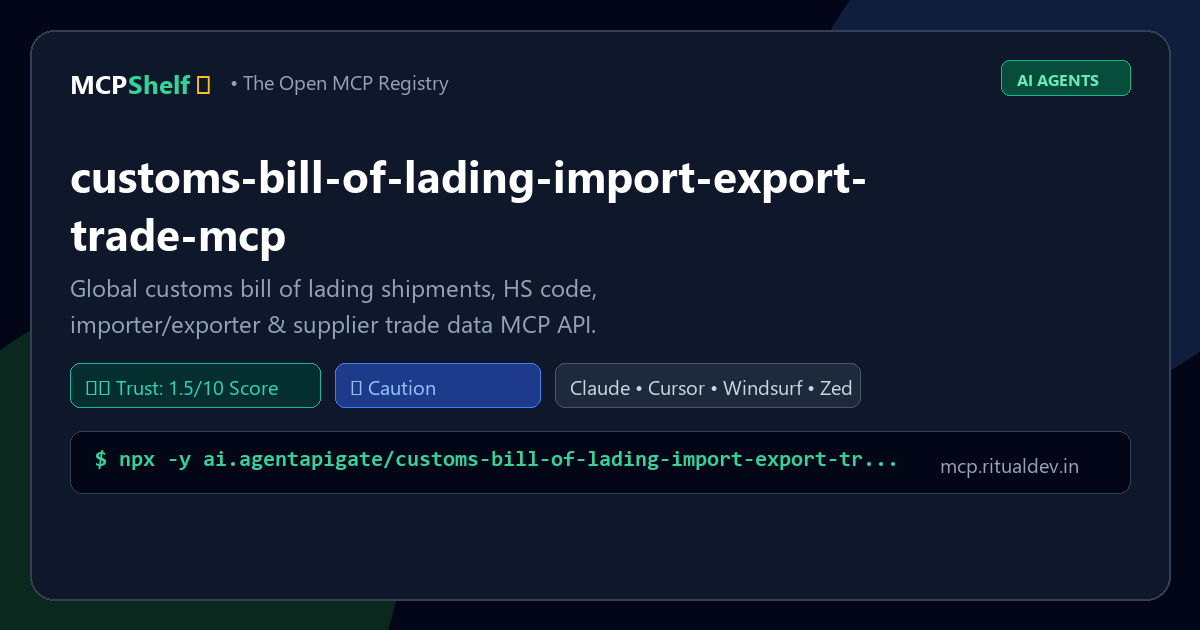 MCPShelf • The Open MCP Registry
AI AGENTS
customs-bill-of-lading-import-export-
trade-mcp
Global customs bill of lading shipments, HS code,
importer/exporter & supplier trade data MCP API.
Trust: 1.5/10 Score
Caution
Claude • Cursor • Windsurf • Zed
$ npx -y ai.agentapigate/customs-bill-of-lading-import-export-tr...
mcp.ritualdev.in